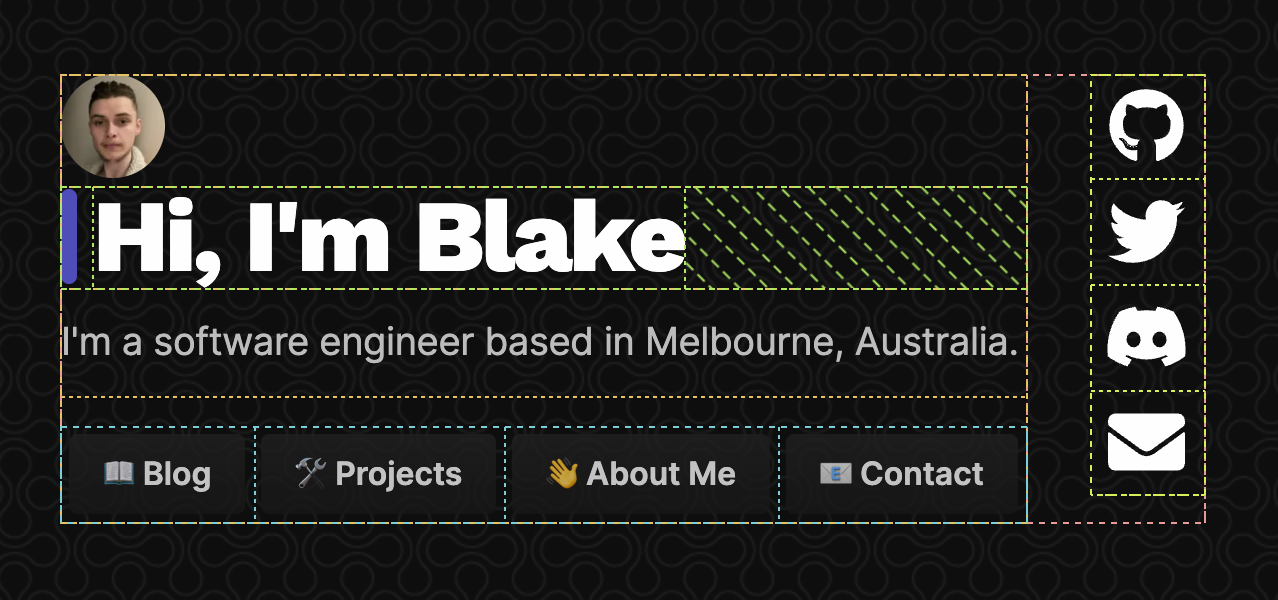 Hi, I'm Blake
I'm a software engineer based in Melbourne, Australia.
📖 Blog 🛠️ Projects 👋 About Me 📧 Contact